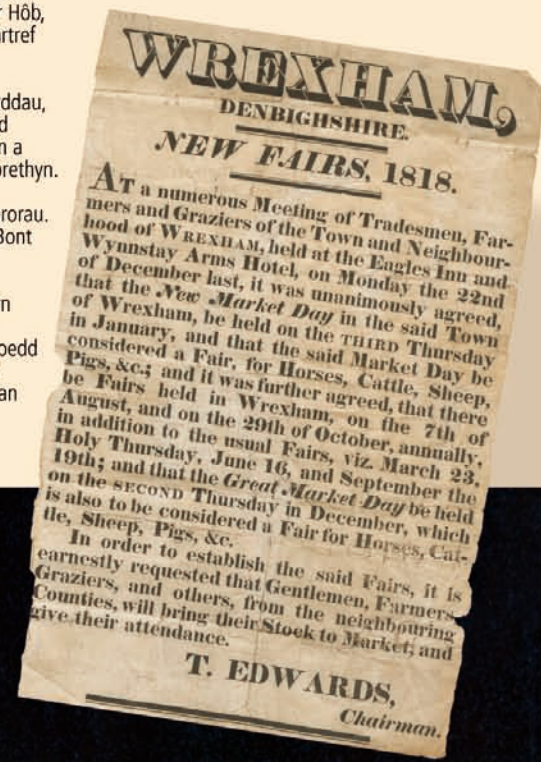 Hôb,
rtref
ddau,
d
n a
orethyn.
erorau.
Bont
n
oedd
an
WREXHAM,
DENBIGHSHIRE.
NEW FAIRS, 1818.
AT a numerous Meeting of Tradesmen, Far-
mers and Graziers of the Town and Neighbour-
hood of WREXHAM, held at the Eagles Inn and
Wynnstay Arms Hotel, on Monday the 22nd
of December last, it was unanimously agreed,
that the New Market Day in the said Town
of Wrexham, be held on the THIRD Thursday
in January, and that the said Market Day be
considered a Fair, for Horses, Cattle, Sheep,
Pigs, &c.; and it was further agreed, that there
be Fairs held in Wrexham, on the 7th of
August, and on the 29th of October, annually,
in addition to the usual Fairs, viz. March 23,
Holy Thursday, June 16, and September the
19th; and that the Great Market Day be held
on the SECOND Thursday in December, which
is also to be considered a Fair for Horses, Cat-
tle, Sheep, Pigs, &c.
In order to establish the said Fairs, it is
earnestly requested that Gentlemen, Farmers
Graziers, and others, from the neighbouring
Counties, will bring their Stock to Market; and
give their attendance.
T. EDWARDS,
Chairman.